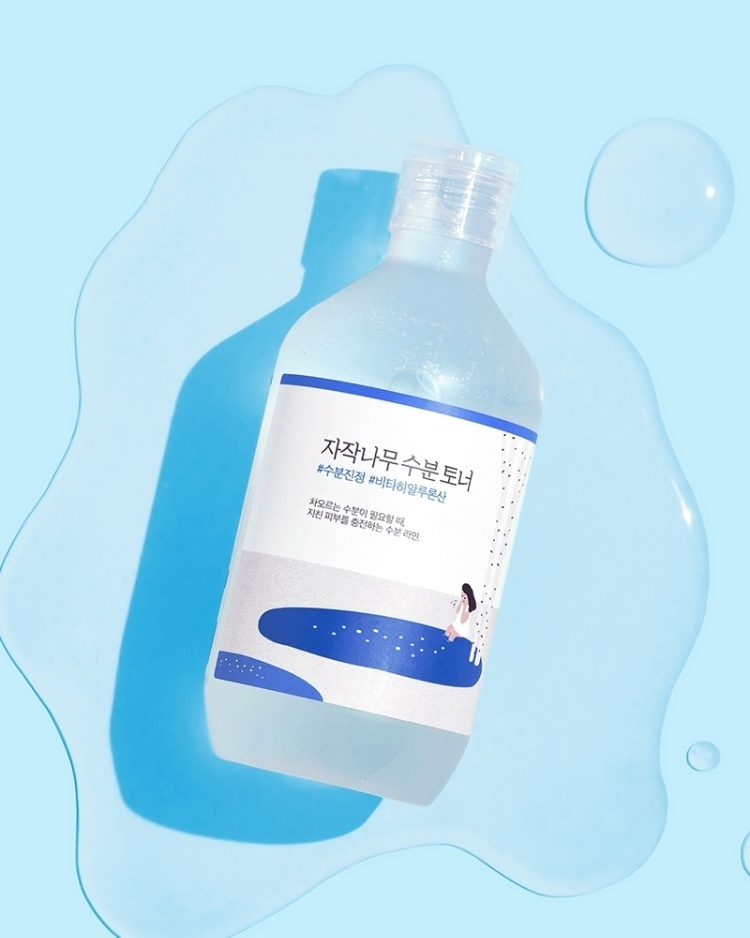 자작나무 수분 토너
#수분진정 #비타히알루론산
차오르는 수분이 필요할 때,
지친 피부를 충전하는 수분 라인.